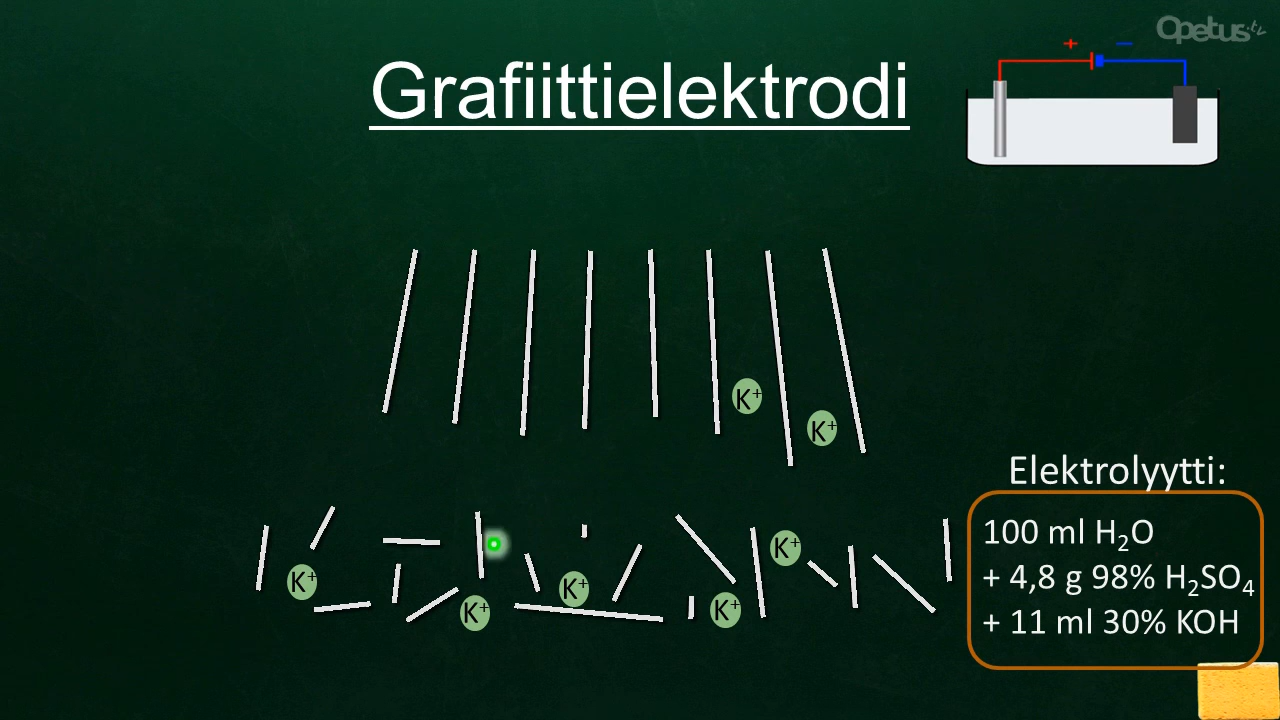 Opetus.tv
+ −
Grafiittielektrodi
K⁺
K⁺
Elektrolyytti:
100 ml H₂O
+ 4,8 g 98% H₂SO₄
+ 11 ml 30% KOH
K⁺
K⁺
K⁺
K⁺
K⁺